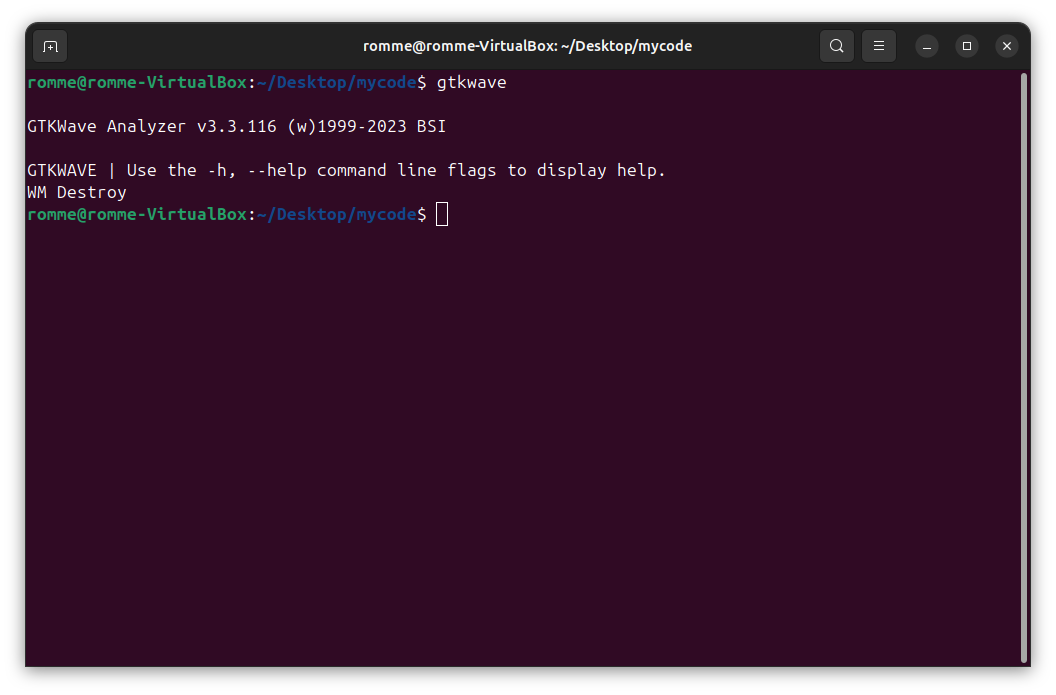 romme@romme-VirtualBox: ~/Desktop/mycode
romme@romme-VirtualBox:~/Desktop/mycode$ gtkwave
GTKWave Analyzer v3.3.116 (w)1999-2023 BSI
GTKWAVE | Use the -h, --help command line flags to display help.
WM Destroy
romme@romme-VirtualBox:~/Desktop/mycode$